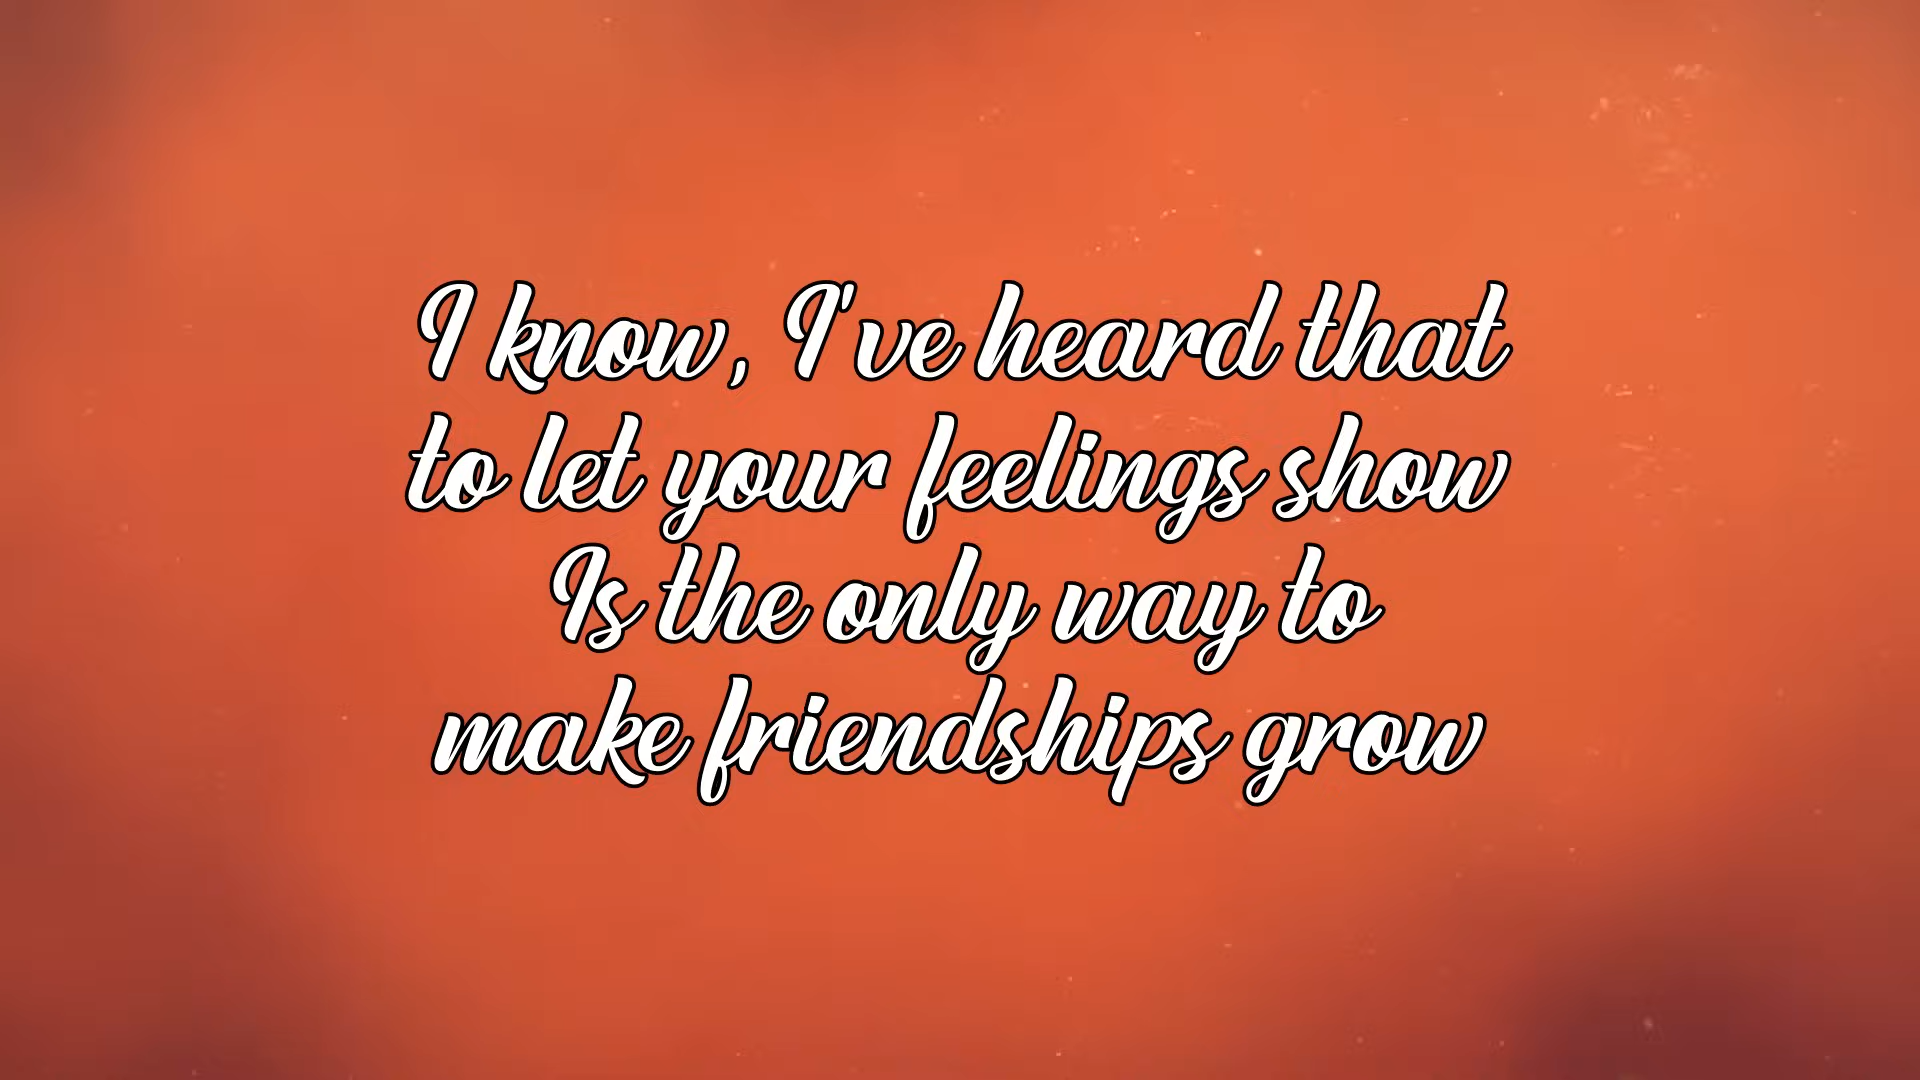 I know, I've heard that
to let your feelings show
Is the only way to
make friendships grow